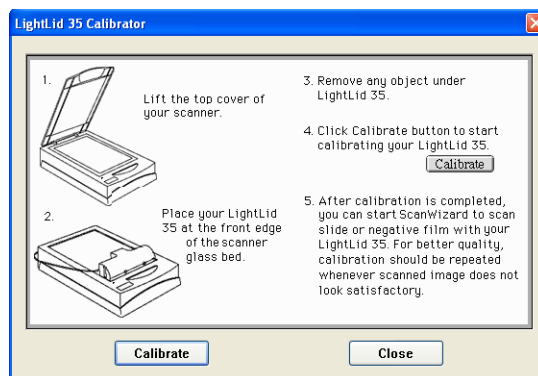 LightLid 35 Calibrator
1.
Lift the top cover of
your scanner.
2.
Place your LightLid
35 at the front edge
of the scanner
glass bed.
3. Remove any object under
LightLid 35.
4. Click Calibrate button to start
calibrating your LightLid 35.
Calibrate
5. After calibration is completed,
you can start ScanWizard to scan
slide or negative film with your
LightLid 35. For better quality,
calibration should be repeated
whenever scanned image does not
look satisfactory.
Calibrate
Close